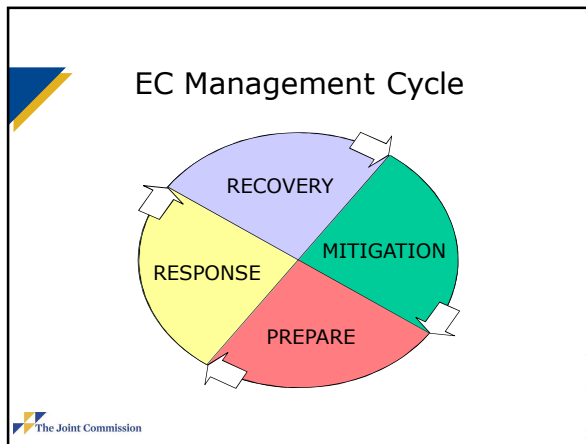 EC Management Cycle
RECOVERY
MITIGATION
RESPONSE
PREPARE
The Joint Commission